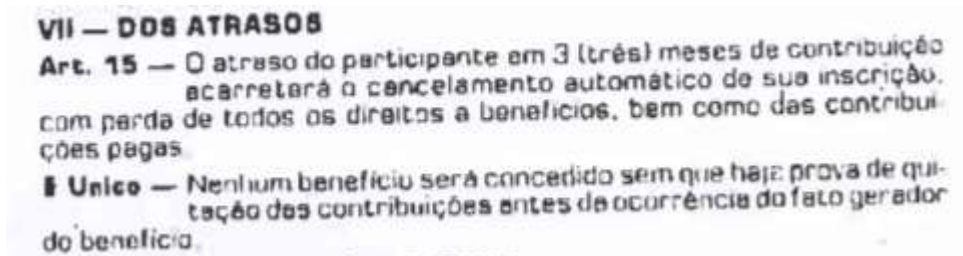 VII — DOS ATRASOS
Art. 15 — O atraso do participante em 3 (três) meses de contribuição
acarretará o cancelamento automático de sua inscrição,
com perda de todos os direitos a benefícios, bem como das contribui-
ções pagas.
§ Unico — Nenhum benefício será concedido sem que haja prova de qui-
tação das contribuições antes da ocorrência do fato gerador
do benefício.